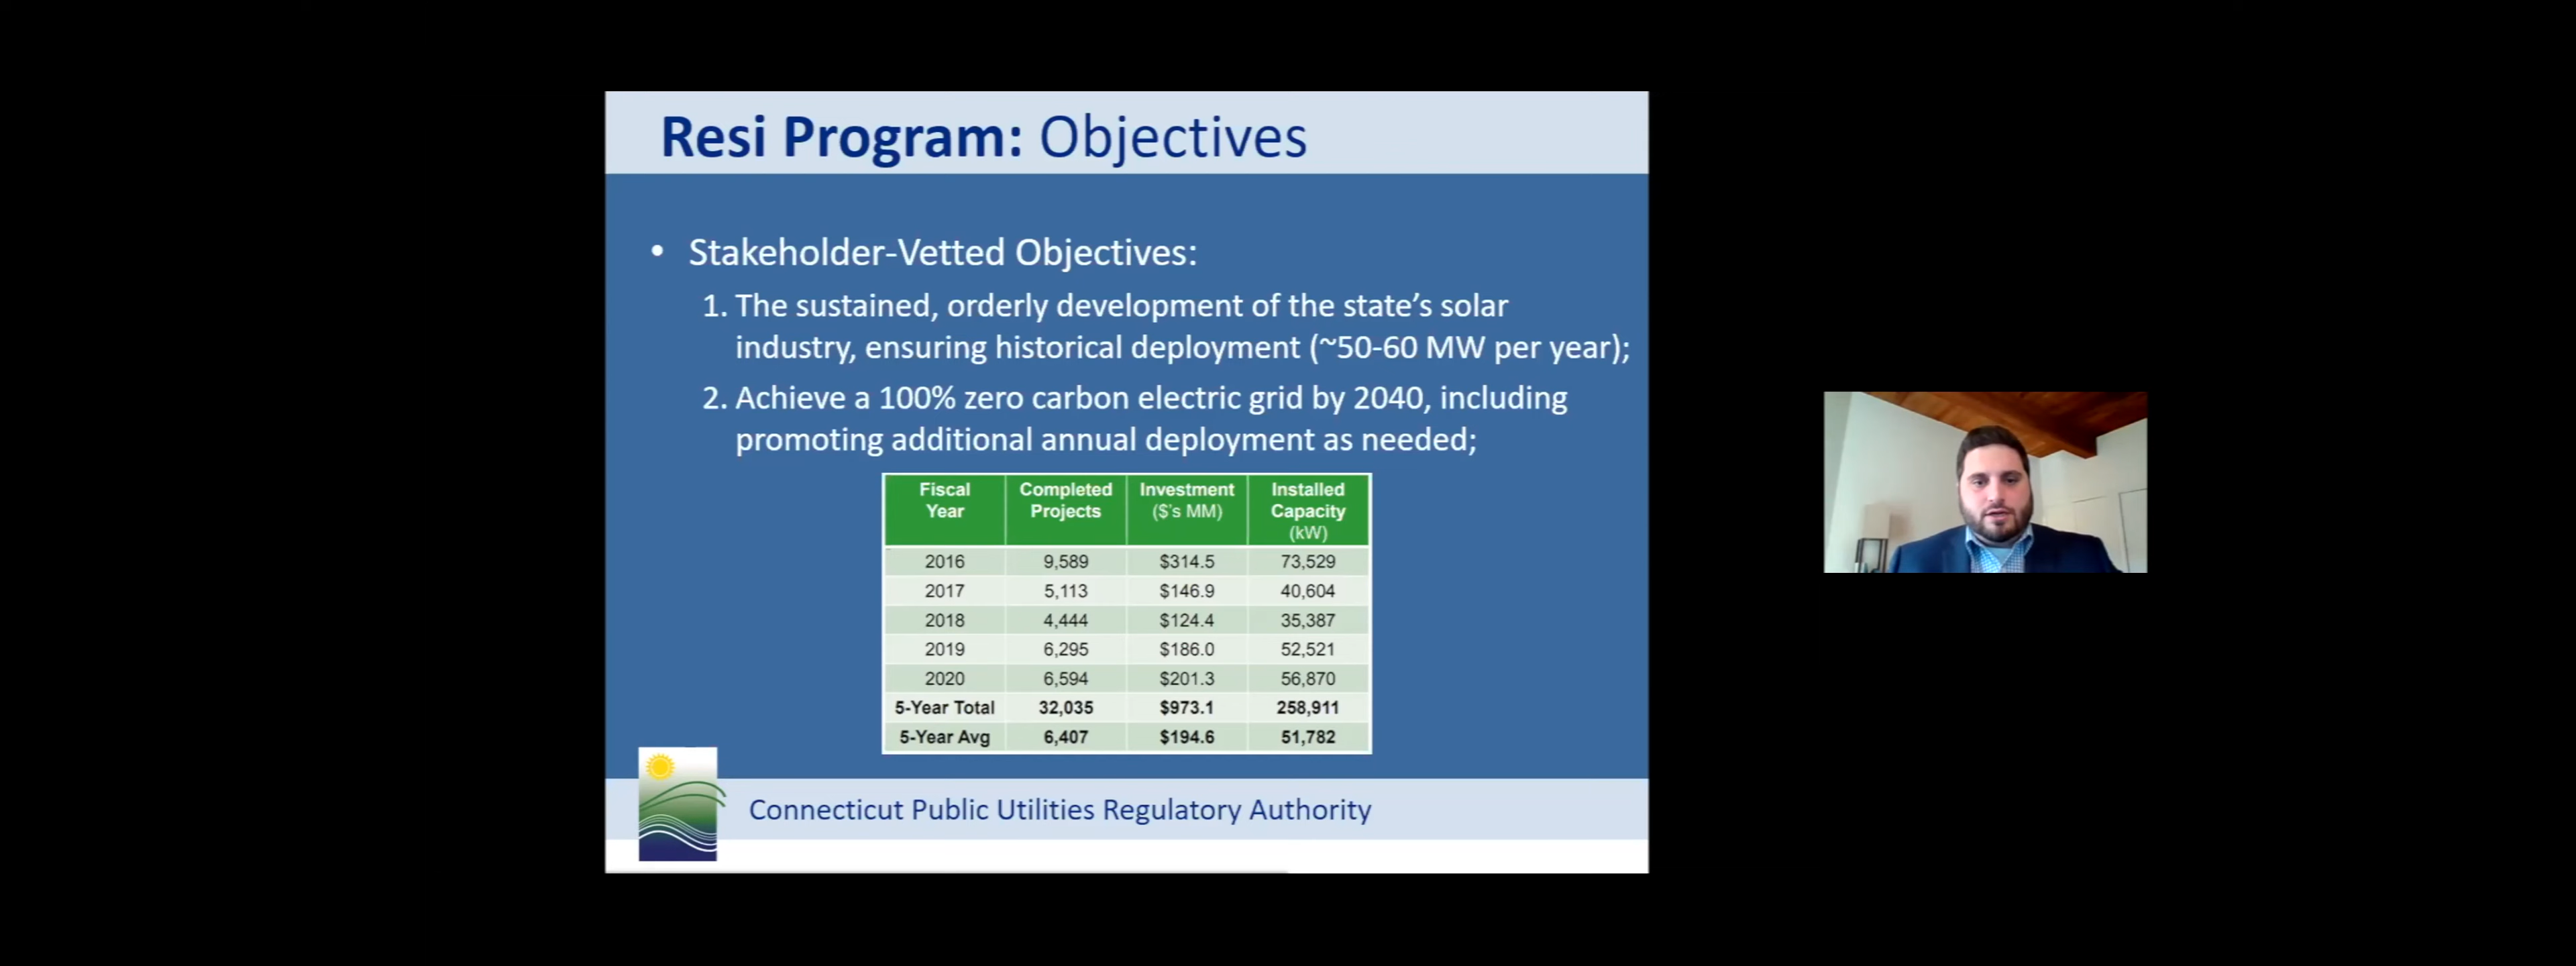 Resi Program: Objectives
• Stakeholder-Vetted Objectives:
1. The sustained, orderly development of the state's solar
industry, ensuring historical deployment (~50-60 MW per year);
2. Achieve a 100% zero carbon electric grid by 2040, including
promoting additional annual deployment as needed;
Fiscal Year Completed Projects Investment ($'s MM) Installed Capacity (kW)
2016 9,589 $314.5 73,529
2017 5,113 $146.9 40,604
2018 4,444 $124.4 35,387
2019 6,295 $186.0 52,521
2020 6,594 $201.3 56,870
5-Year Total 32,035 $973.1 258,911
5-Year Avg 6,407 $194.6 51,782
Connecticut Public Utilities Regulatory Authority